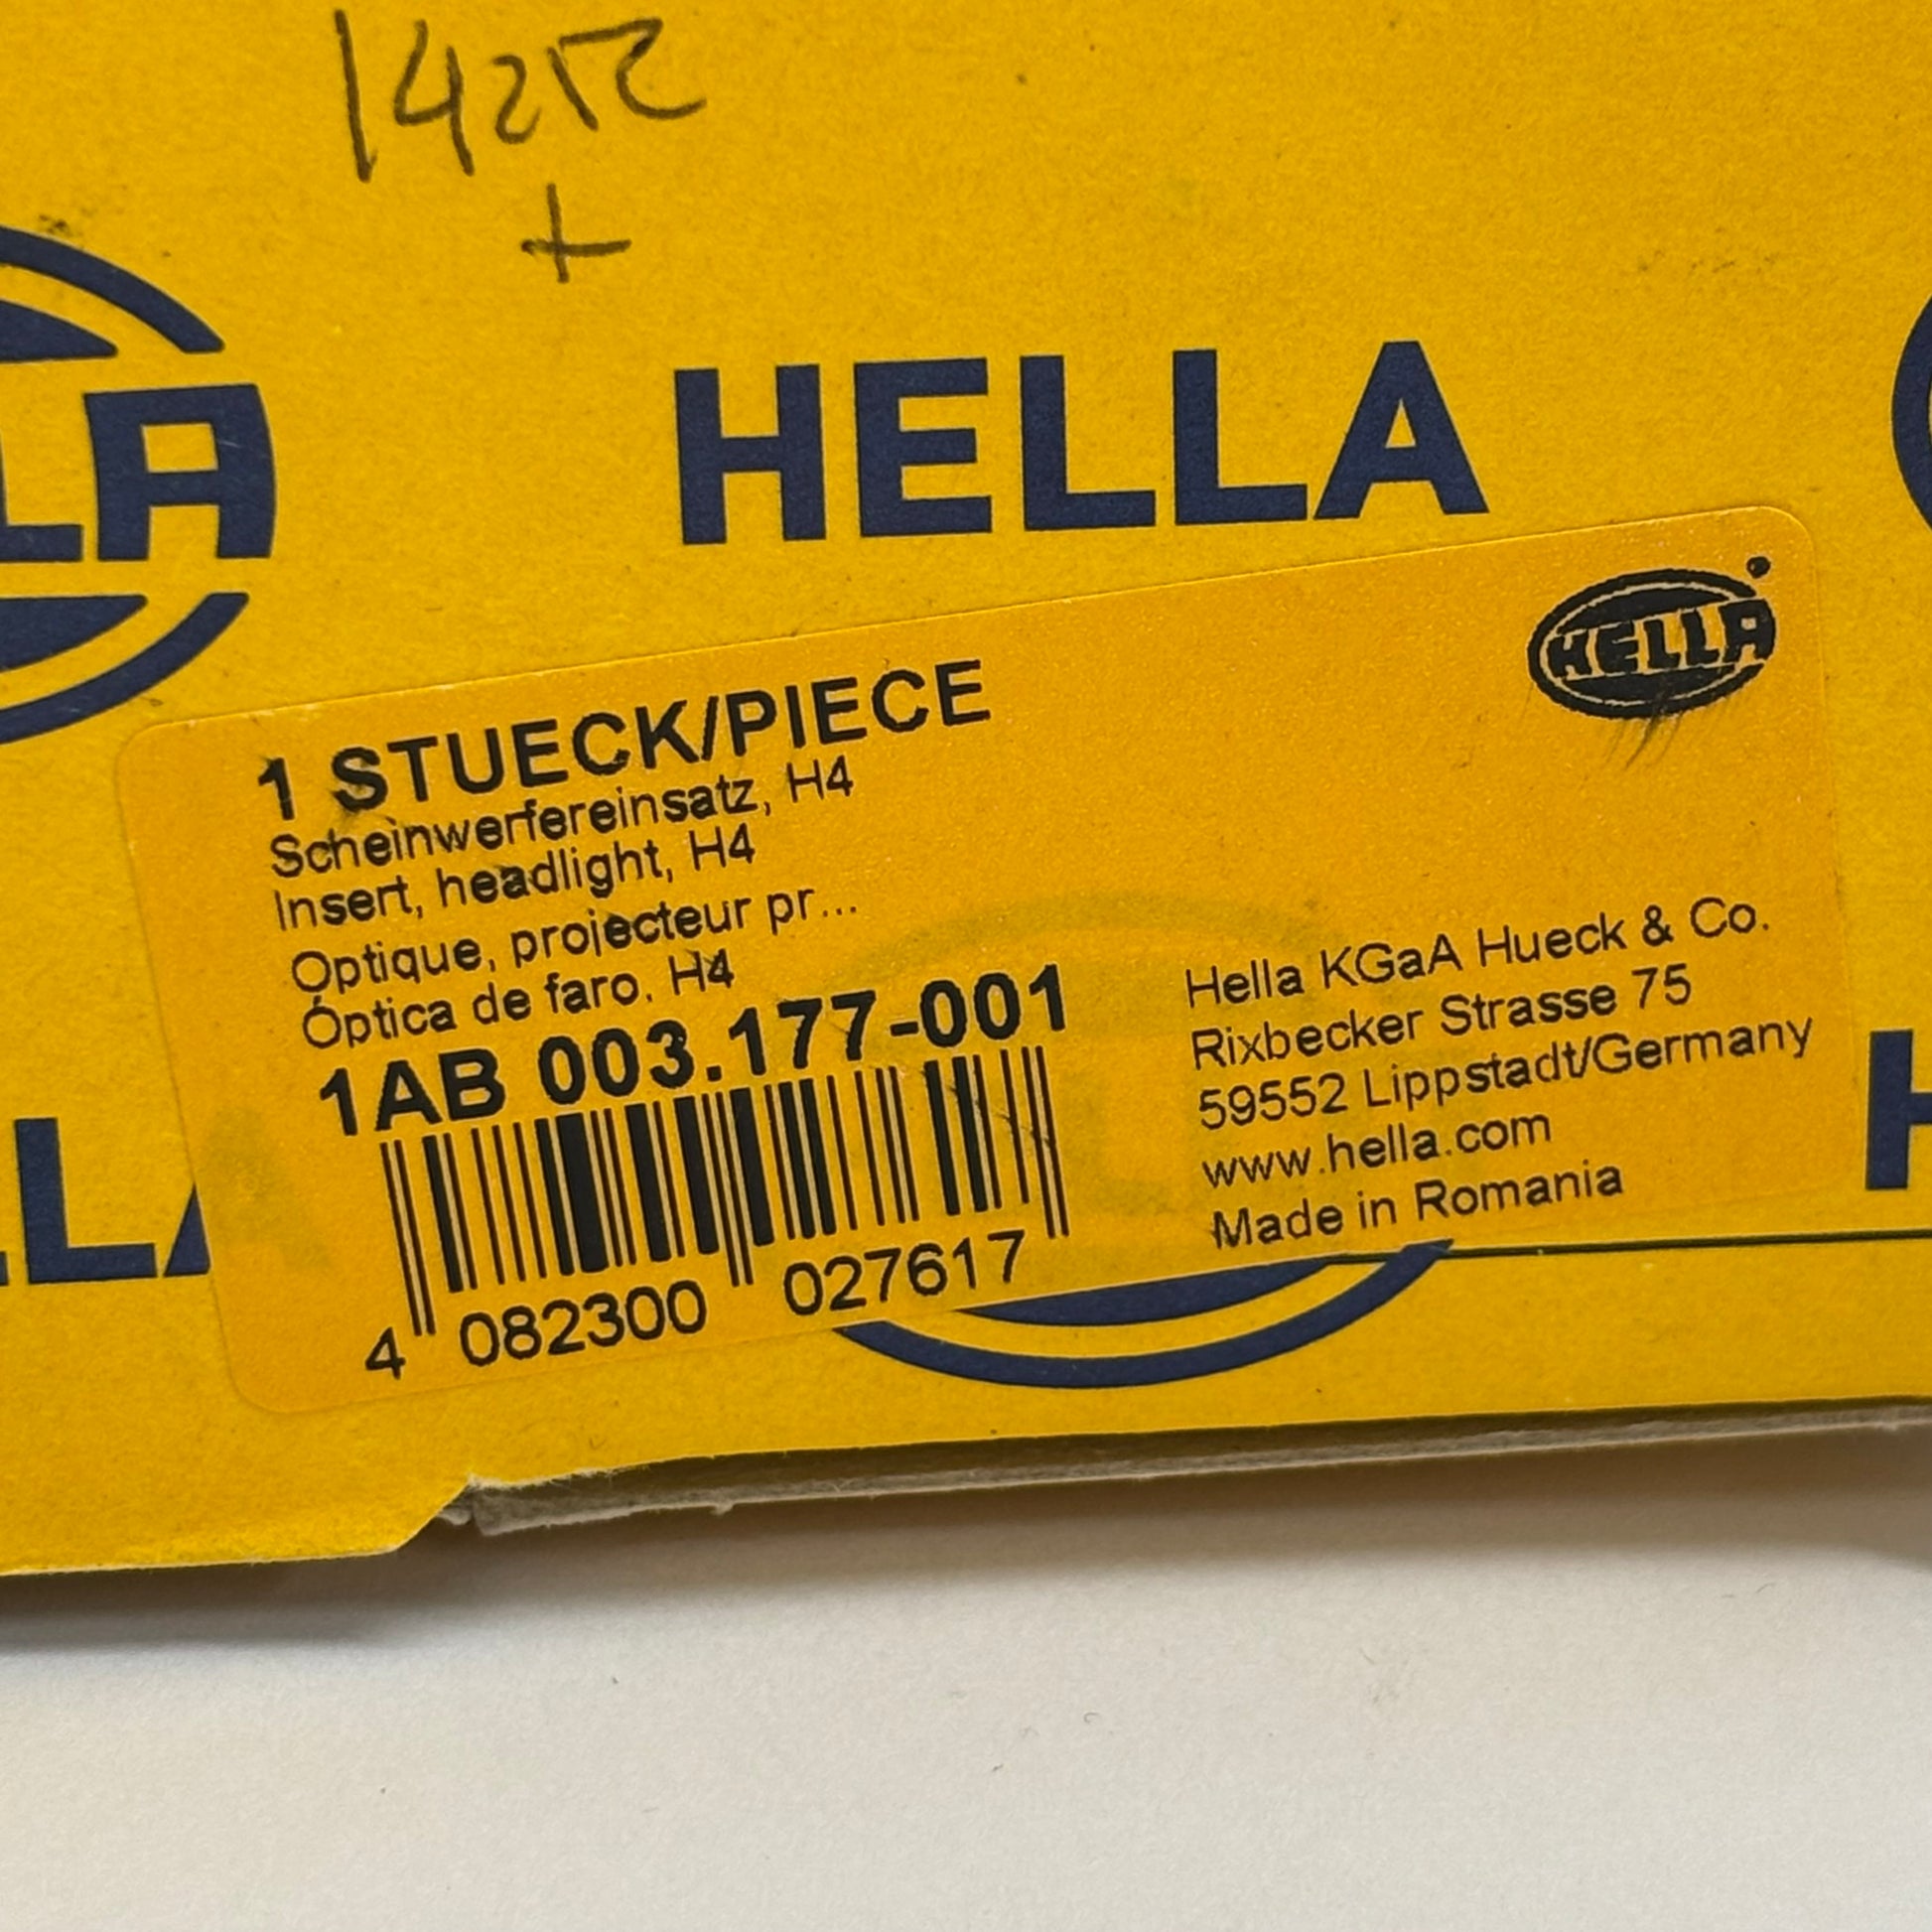 HELLA
LA
HELLA
1 STUECK/PIECE
Scheinwerfereinsatz, H4
Insert, headlight, H4
Optique, projecteur pr...
Óptica de faro, H4
1AB 003.177-001
4 082300 027617
Hella KGaA Hueck & Co.
Rixbecker Strasse 75
59552 Lippstadt/Germany
www.hella.com
Made in Romania
LLA
H